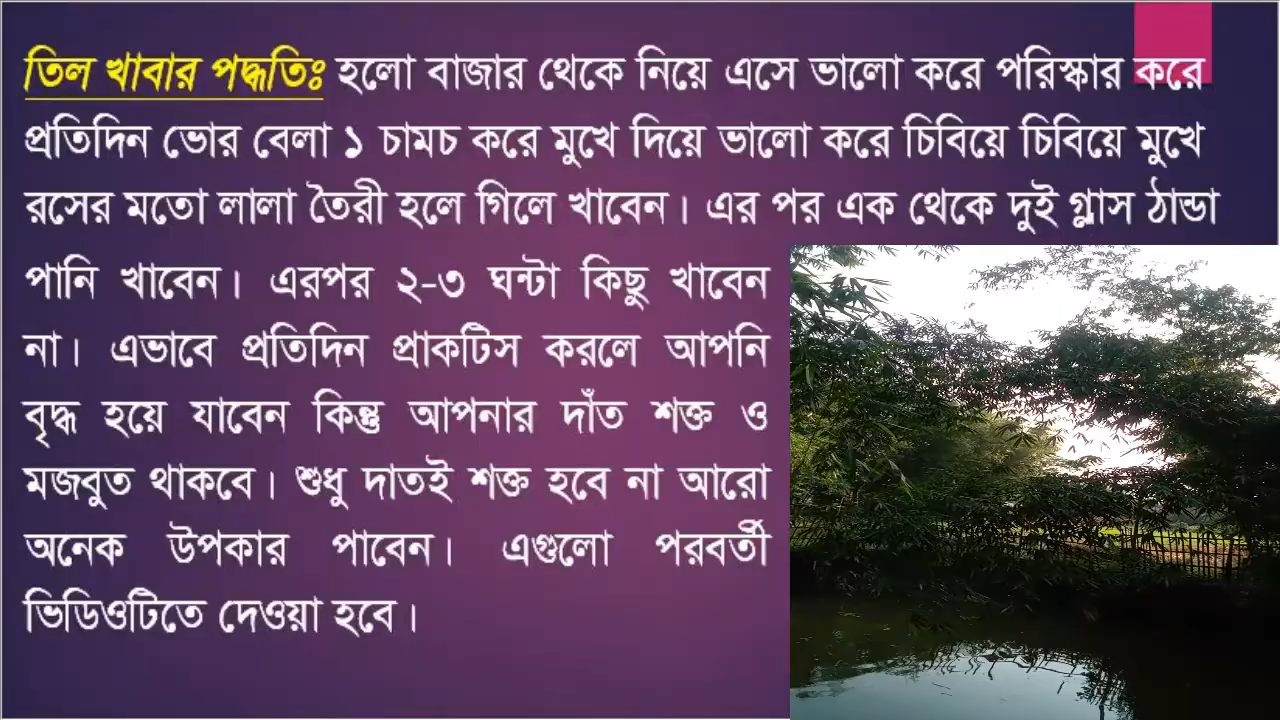 তিল খাবার পদ্ধতিঃ হলো বাজার থেকে নিয়ে এসে ভালো করে পরিস্কার করে
প্রতিদিন ভোর বেলা ১ চামচ করে মুখে দিয়ে ভালো করে চিবিয়ে চিবিয়ে মুখে
রসের মতো লালা তৈরী হলে গিলে খাবেন। এর পর এক থেকে দুই গ্লাস ঠান্ডা
পানি খাবেন। এরপর ২-৩ ঘন্টা কিছু খাবেন
না। এভাবে প্রতিদিন প্রাকটিস করলে আপনি
বৃদ্ধ হয়ে যাবেন কিন্তু আপনার দাঁত শক্ত ও
মজবুত থাকবে। শুধু দাতই শক্ত হবে না আরো
অনেক উপকার পাবেন। এগুলো পরবর্তী
ভিডিওটিতে দেওয়া হবে।